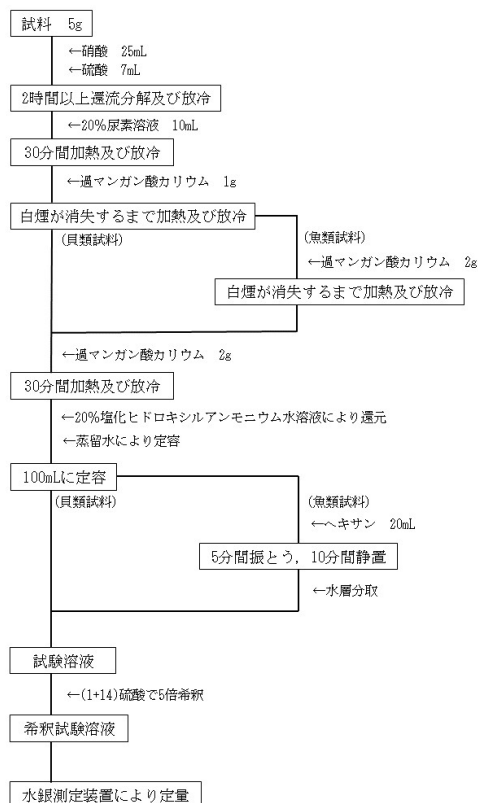 試料　5g
←硝酸　25mL
←硫酸　7mL
2時間以上還流分解及び放冷
←20%尿素溶液　10mL
30分間加熱及び放冷
←過マンガン酸カリウム　1g
白煙が消失するまで加熱及び放冷
(貝類試料)
(魚類試料)
←過マンガン酸カリウム　2g
白煙が消失するまで加熱及び放冷
←過マンガン酸カリウム　2g
30分間加熱及び放冷
←20%塩化ヒドロキシルアンモニウム水溶液により還元
←蒸留水により定容
100mLに定容
(貝類試料)
(魚類試料)
←ヘキサン　20mL
5分間振とう，10分間静置
←水層分取
試験溶液
←(1+14)硫酸で5倍希釈
希釈試験溶液
水銀測定装置により定量